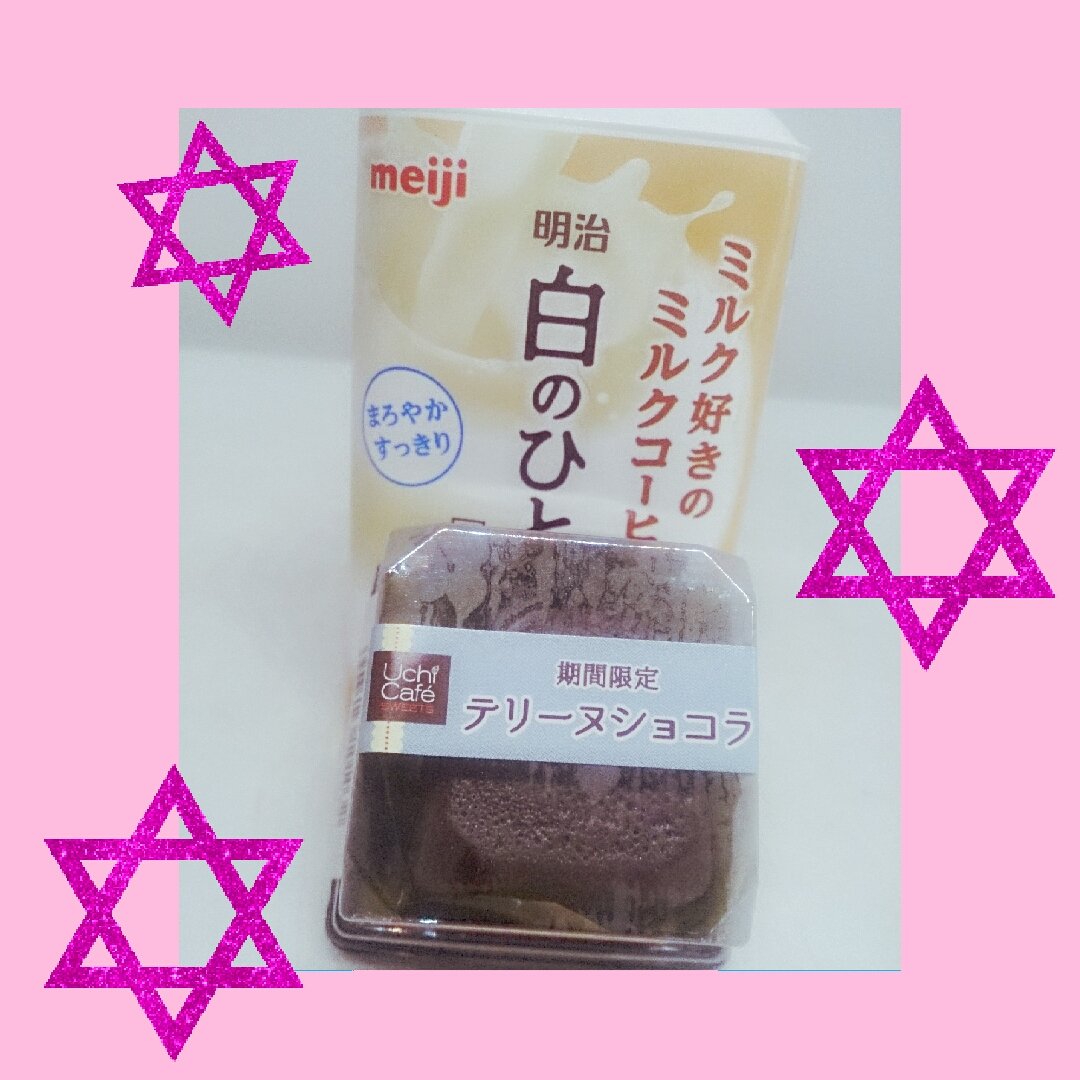 meiji
明治
白のひと
ミルク好きの
ミルクコーヒ
まろやか
すっきり
Uchi
Café
SWEETS
期間限定
テリーヌショコラ